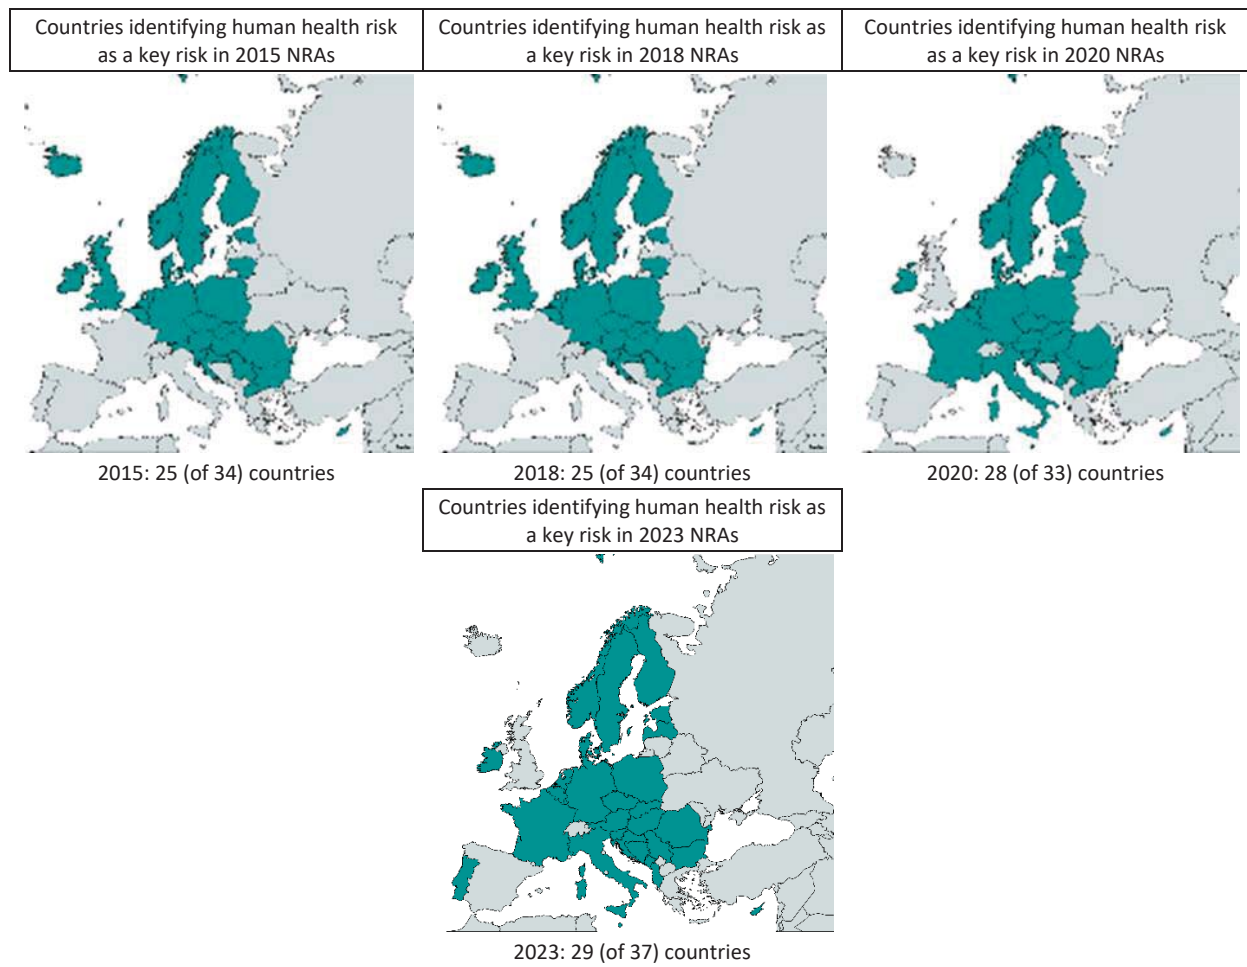 Countries identifying human health risk
as a key risk in 2015 NRAs
Countries identifying human health risk as
a key risk in 2018 NRAs
Countries identifying human health risk
as a key risk in 2020 NRAs
2015: 25 (of 34) countries
2018: 25 (of 34) countries
2020: 28 (of 33) countries
Countries identifying human health risk as
a key risk in 2023 NRAs
2023: 29 (of 37) countries